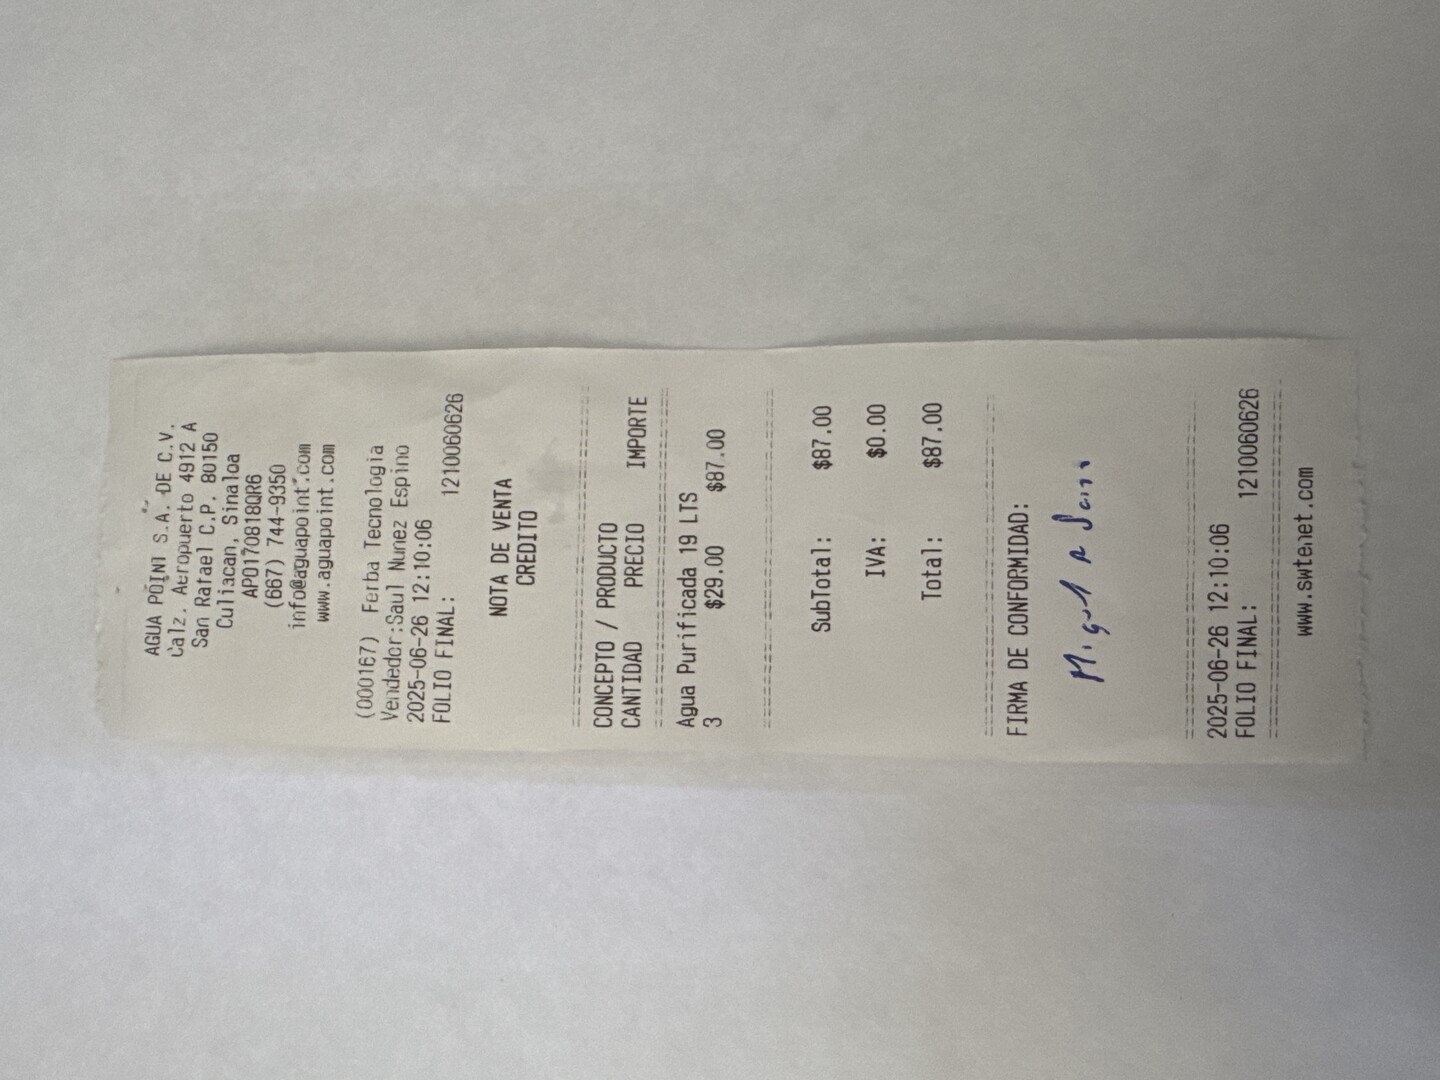 AGUA POINT S.A. DE C.V.
Calz. Aeropuerto 4912 A
San Rafael C.P. 80150
Culiacan, Sinaloa
APO170818QR6
(667) 744-9350
info@aguapoint.com
www.aguapoint.com
(000167) Ferba Tecnologia
Vendedor:Saul Nunez Espino
2025-06-26 12:10:06
FOLIO FINAL: 1210060626
NOTA DE VENTA
CREDITO
CONCEPTO / PRODUCTO
CANTIDAD PRECIO IMPORTE
Agua Purificada 19 LTS
3 $29.00 $87.00
SubTotal: $87.00
IVA: $0.00
Total: $87.00
FIRMA DE CONFORMIDAD:
Miguel A
2025-06-26 12:10:06
FOLIO FINAL: 1210060626
www.swtenet.com